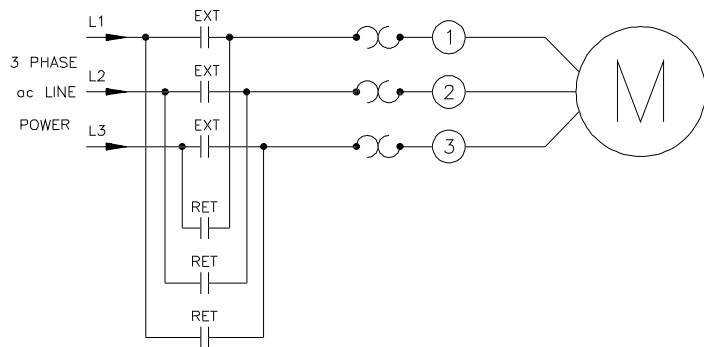 L1
EXT
3 PHASE
L2
EXT
ac LINE
POWER
L3
EXT
1
2
3
M
RET
RET
RET